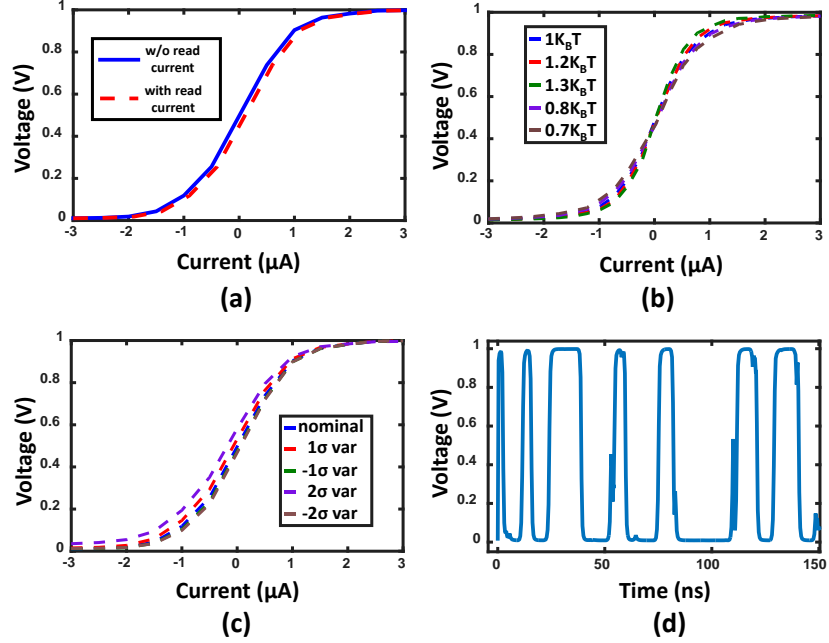 1
0.8
0.6
0.4
0.2
0
Voltage (V)
w/o read
current
with read
current
-3
-2
-1
0
1
2
3
Current (µA)
(a)
1
0.8
0.6
0.4
0.2
0
Voltage (V)
1K_BT
1.2K_BT
1.3K_BT
0.8K_BT
0.7K_BT
-3
-2
-1
0
1
2
3
Current (µA)
(b)
1
0.8
0.6
0.4
0.2
0
Voltage (V)
nominal
1σ var
-1σ var
2σ var
-2σ var
-3
-2
-1
0
1
2
3
Current (µA)
(c)
1
0.8
0.6
0.4
0.2
0
Voltage (V)
0
50
100
150
Time (ns)
(d)